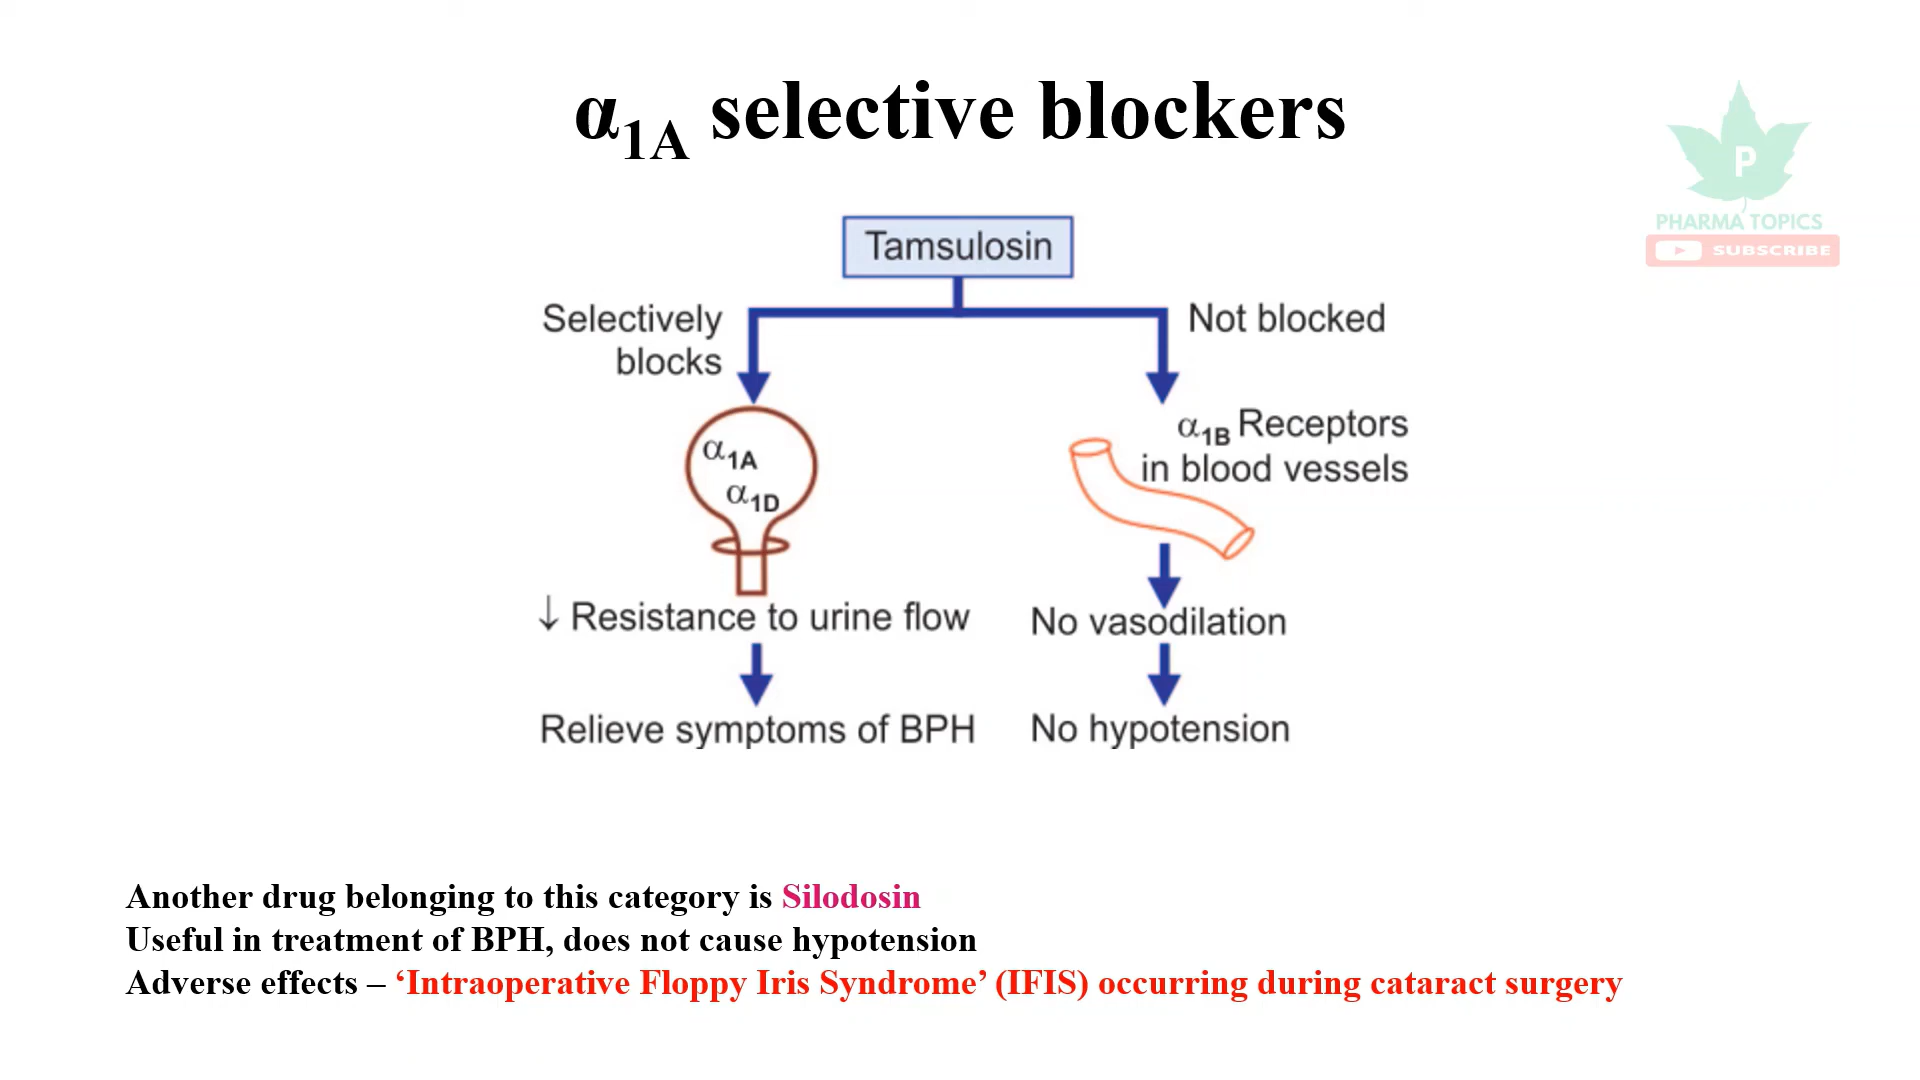 α1A selective blockers
P
PHARMA TOPICS
SUBSCRIBE
Tamsulosin
Selectively
blocks
Not blocked
α1A
α1D
α1B Receptors
in blood vessels
↓ Resistance to urine flow
No vasodilation
Relieve symptoms of BPH
No hypotension
Another drug belonging to this category is Silodosin
Useful in treatment of BPH, does not cause hypotension
Adverse effects – ‘Intraoperative Floppy Iris Syndrome’ (IFIS) occurring during cataract surgery